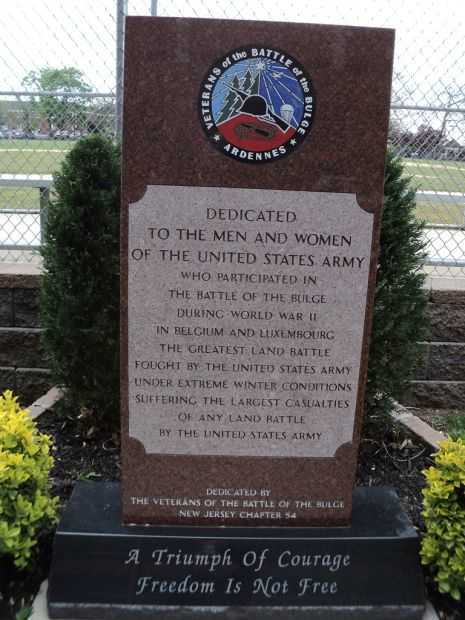 VETERANS of the BATTLE of the BULGE
ARDENNES
DEDICATED
TO THE MEN AND WOMEN
OF THE UNITED STATES ARMY
WHO PARTICIPATED IN
THE BATTLE OF THE BULGE
DURING WORLD WAR II
IN BELGIUM AND LUXEMBOURG
THE GREATEST LAND BATTLE
FOUGHT BY THE UNITED STATES ARMY
UNDER EXTREME WINTER CONDITIONS
SUFFERING THE LARGEST CASUALTIES
OF ANY LAND BATTLE
BY THE UNITED STATES ARMY
DEDICATED BY
THE VETERANS OF THE BATTLE OF THE BULGE
NEW JERSEY CHAPTER 54
A Triumph Of Courage
Freedom Is Not Free